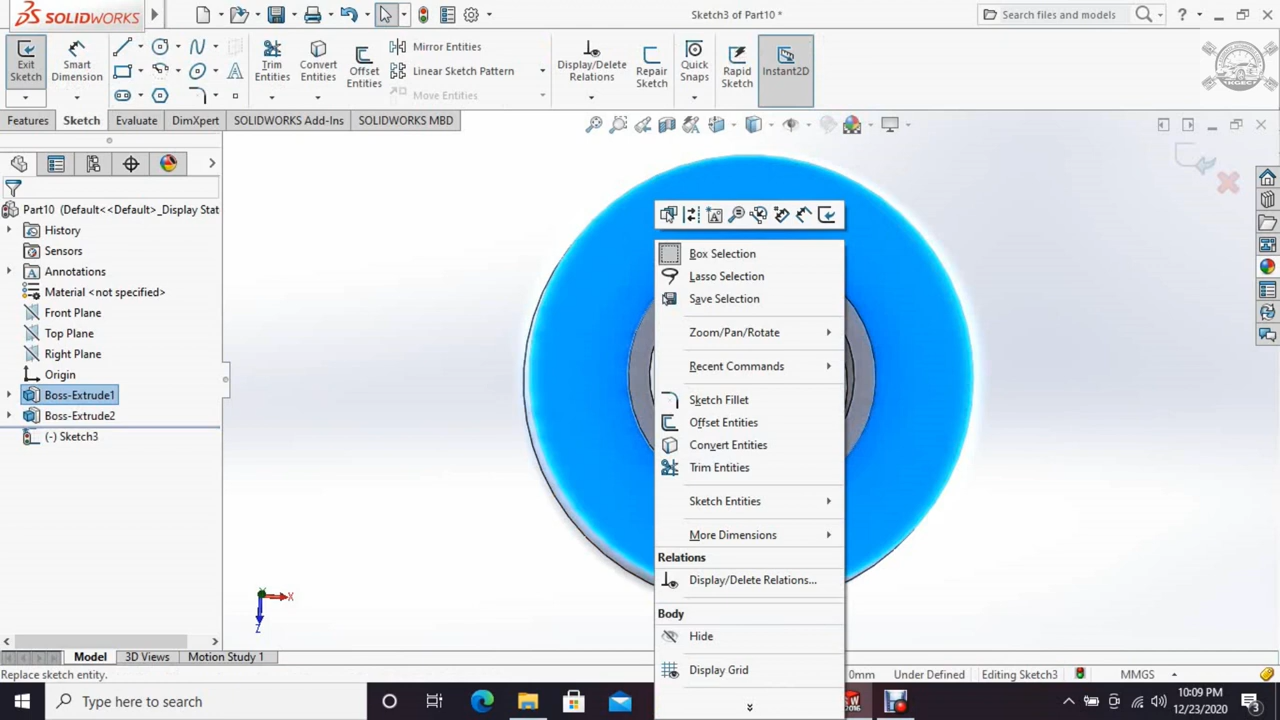 SOLIDWORKS
Sketch3 of Part10 *
Search files and models
?
Exit Sketch
Smart Dimension
Trim Entities
Convert Entities
Offset Entities
Mirror Entities
Linear Sketch Pattern
Move Entities
Display/Delete Relations
Repair Sketch
Quick Snaps
Rapid Sketch
Instant2D
Features
Sketch
Evaluate
DimXpert
SOLIDWORKS Add-Ins
SOLIDWORKS MBD
Part10 (Default<<Default>_Display Stat
History
Sensors
Annotations
Material <not specified>
Front Plane
Top Plane
Right Plane
Origin
Boss-Extrude1
Boss-Extrude2
(-) Sketch3
Box Selection
Lasso Selection
Save Selection
Zoom/Pan/Rotate
Recent Commands
Sketch Fillet
Offset Entities
Convert Entities
Trim Entities
Sketch Entities
More Dimensions
Relations
Display/Delete Relations...
Body
Hide
Display Grid
X
Z
Model
3D Views
Motion Study 1
Replace sketch entity.
0mm
Under Defined
Editing Sketch3
MMGS
Type here to search
10:09 PM
12/23/2020
3